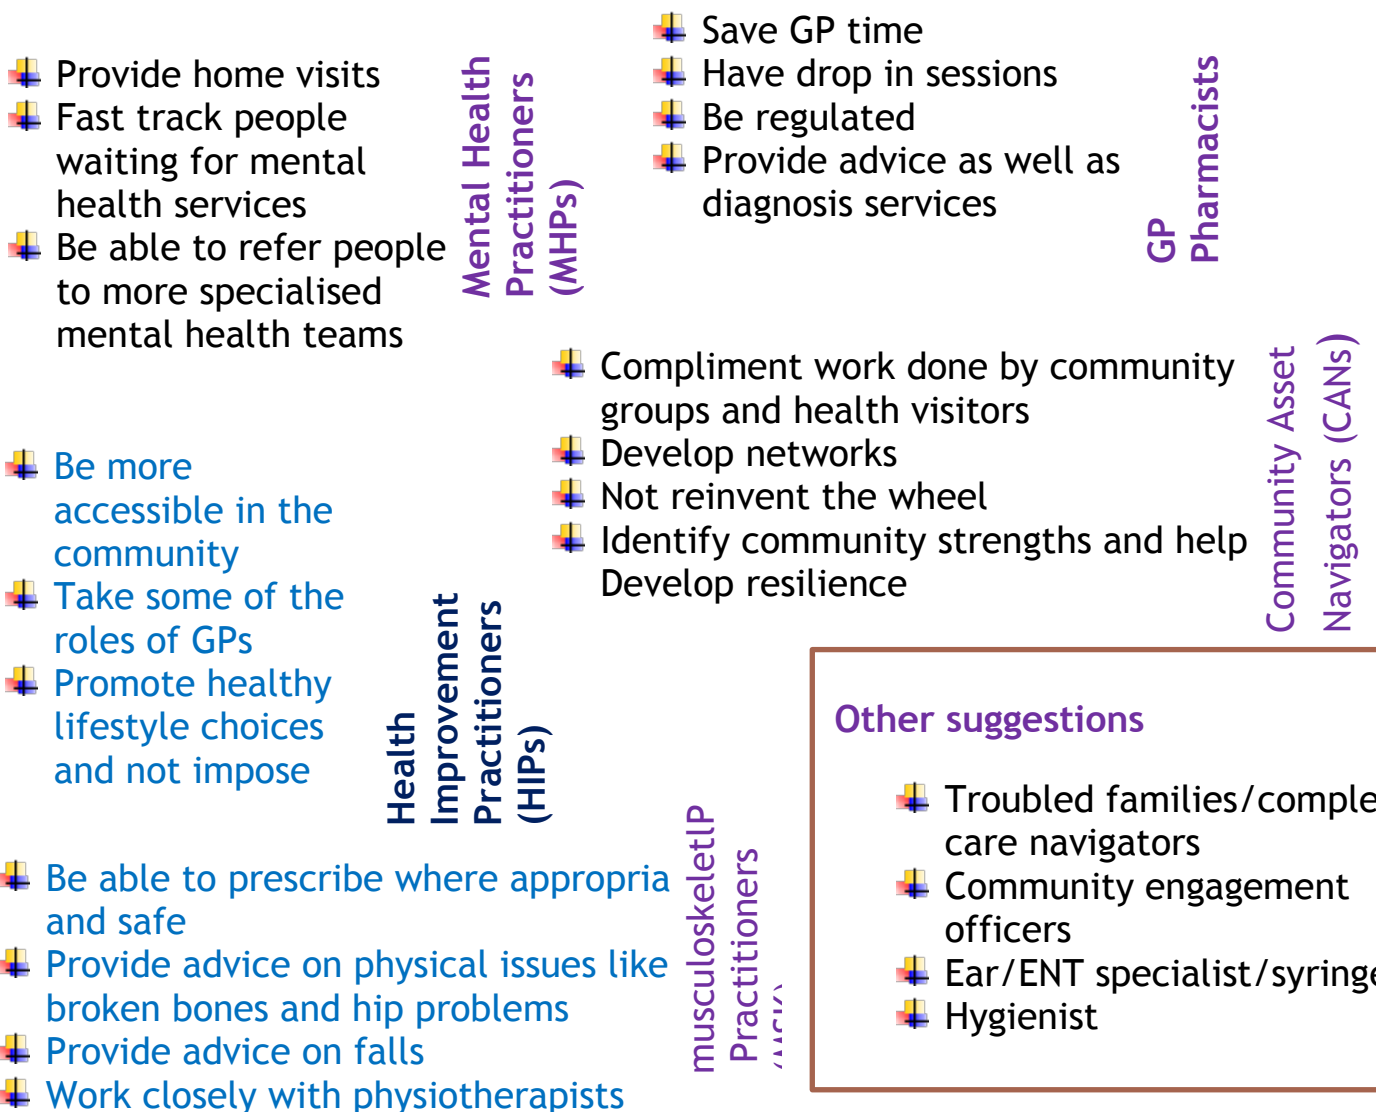 Provide home visits
Fast track people
waiting for mental
health services
Be able to refer people
to more specialised
mental health teams
Mental Health
Practitioners
(MHPs)
Save GP time
Have drop in sessions
Be regulated
Provide advice as well as
diagnosis services
GP
Pharmacists
Compliment work done by community
groups and health visitors
Develop networks
Not reinvent the wheel
Identify community strengths and help
Develop resilience
Community Asset
Navigators (CANs)
Be more
accessible in the
community
Take some of the
roles of GPs
Promote healthy
lifestyle choices
and not impose
Health
Improvement
Practitioners
(HIPs)
Be able to prescribe where appropria
and safe
Provide advice on physical issues like
broken bones and hip problems
Provide advice on falls
Work closely with physiotherapists
musculoskeletlP
Practitioners
Other suggestions
Troubled families/comple
care navigators
Community engagement
officers
Ear/ENT specialist/syringe
Hygienist